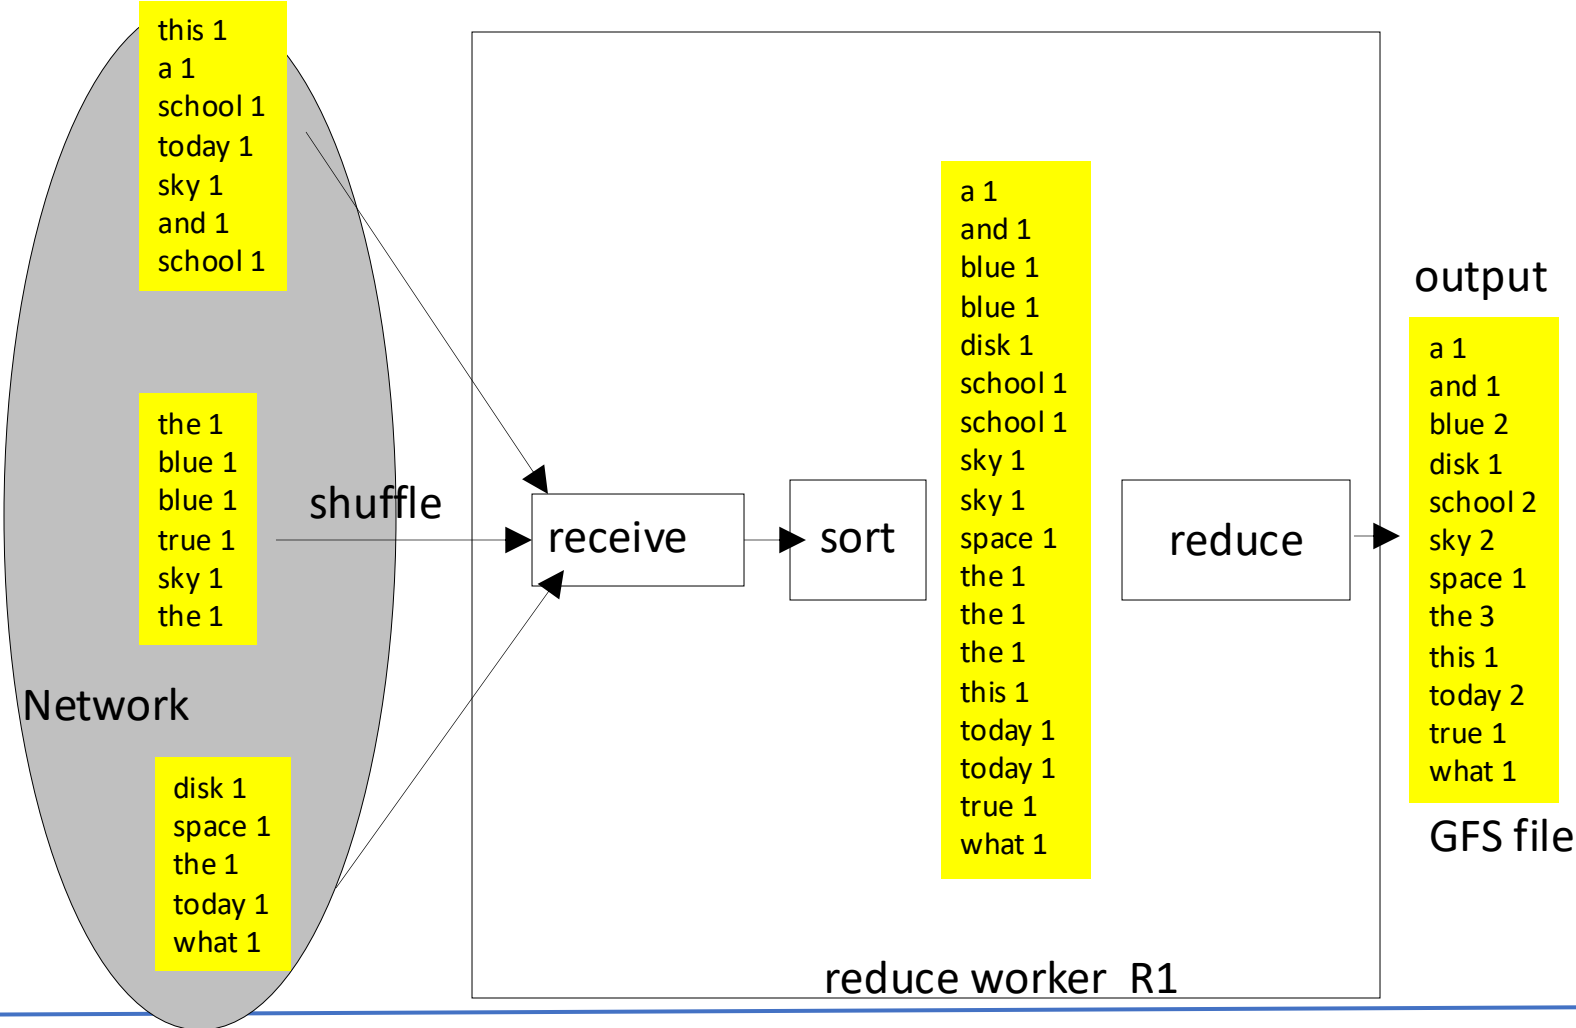 this 1
a 1
school 1
today 1
sky 1
and 1
school 1
the 1
blue 1
blue 1
true 1
sky 1
the 1
Network
disk 1
space 1
the 1
today 1
what 1
shuffle
receive
sort
a 1
and 1
blue 1
blue 1
disk 1
school 1
school 1
sky 1
sky 1
space 1
the 1
the 1
the 1
this 1
today 1
today 1
true 1
what 1
reduce
reduce worker R1
output
a 1
and 1
blue 2
disk 1
school 2
sky 2
space 1
the 3
this 1
today 2
true 1
what 1
GFS file